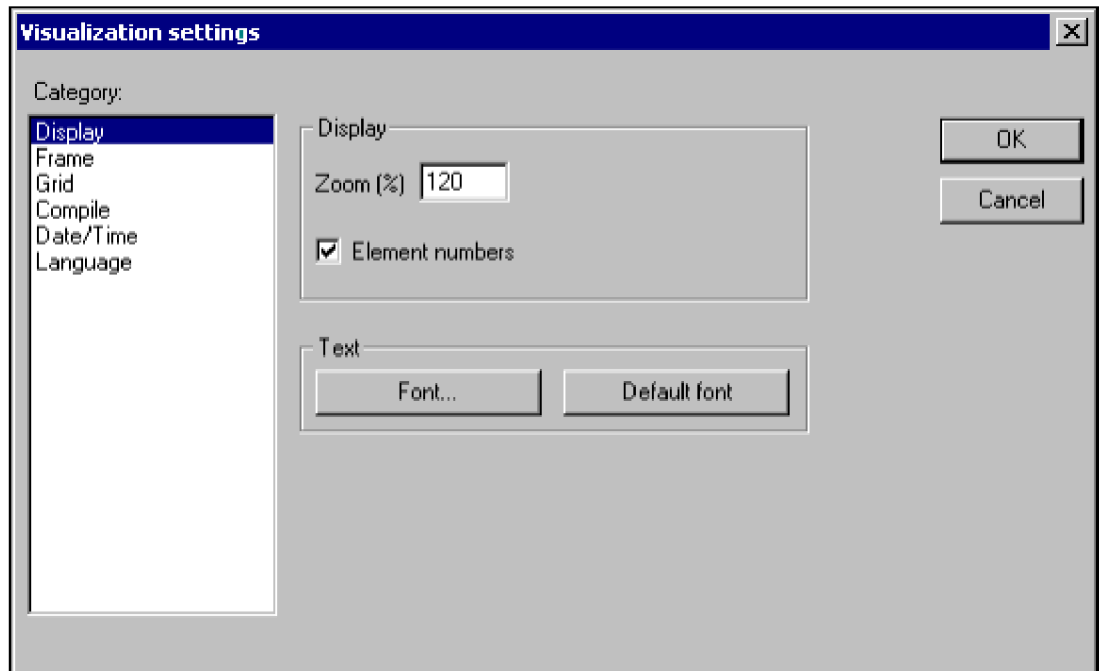 Visualization settings
Category:
Display
Frame
Grid
Compile
Date/Time
Language
Display
Zoom (%) 120
Element numbers
Text
Font... Default font
OK
Cancel